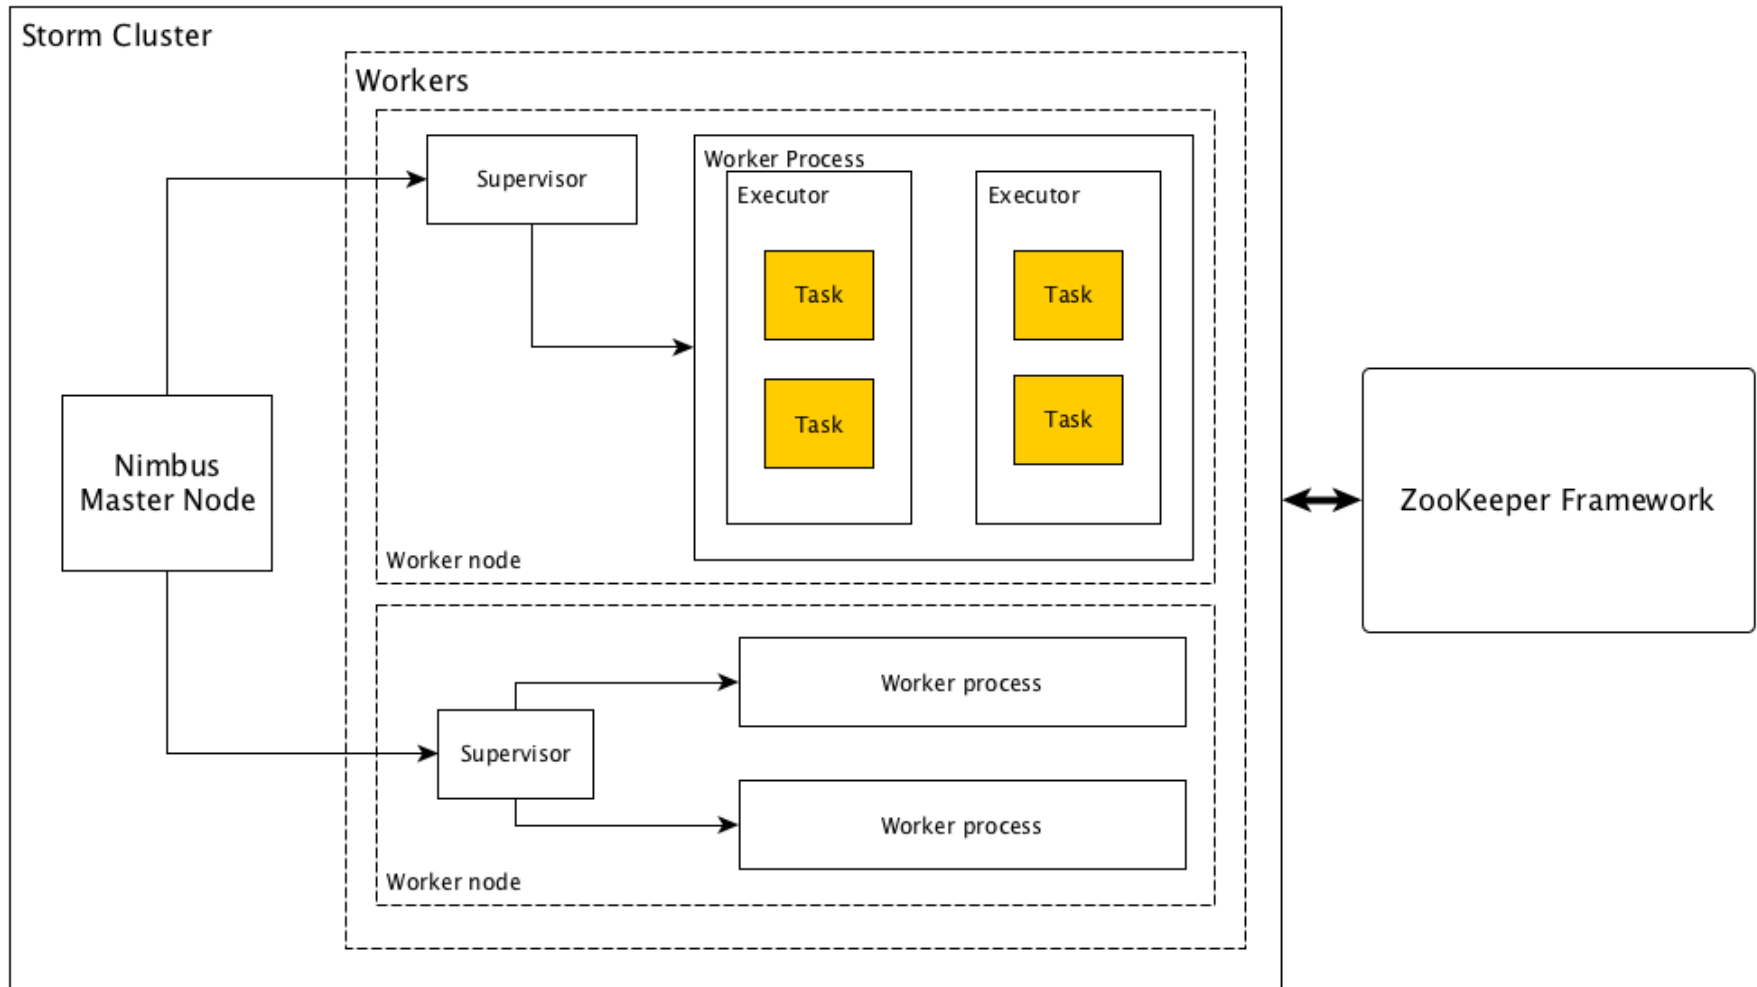 Storm Cluster
Workers
Supervisor
Worker Process
Executor
Executor
Task
Task
Task
Task
Worker node
Nimbus
Master Node
ZooKeeper Framework
Supervisor
Worker process
Worker process
Worker node